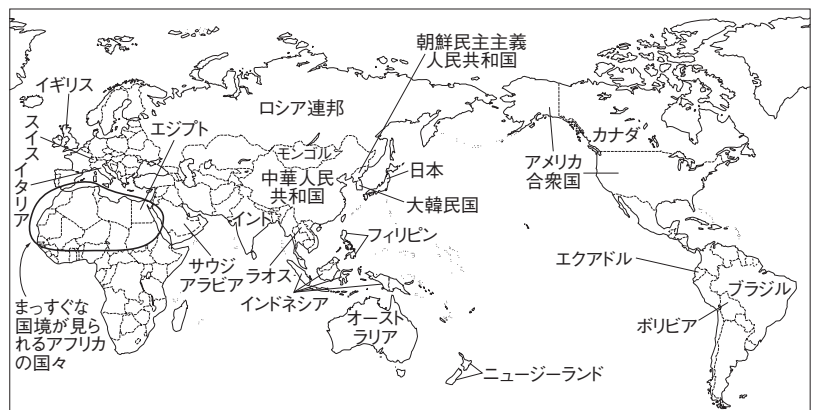 朝鮮民主主義
人民共和国
イギリス
ロシア連邦
スイス
エジプト
イタリア
モンゴル
中華人民
共和国
日本
大韓民国
カナダ
アメリカ
合衆国
インド
フィリピン
サウジ
アラビア
ラオス
インドネシア
エクアドル
ブラジル
ボリビア
オースト
ラリア
ニュージーランド
まっすぐな
国境が見ら
れるアフリカ
の国々